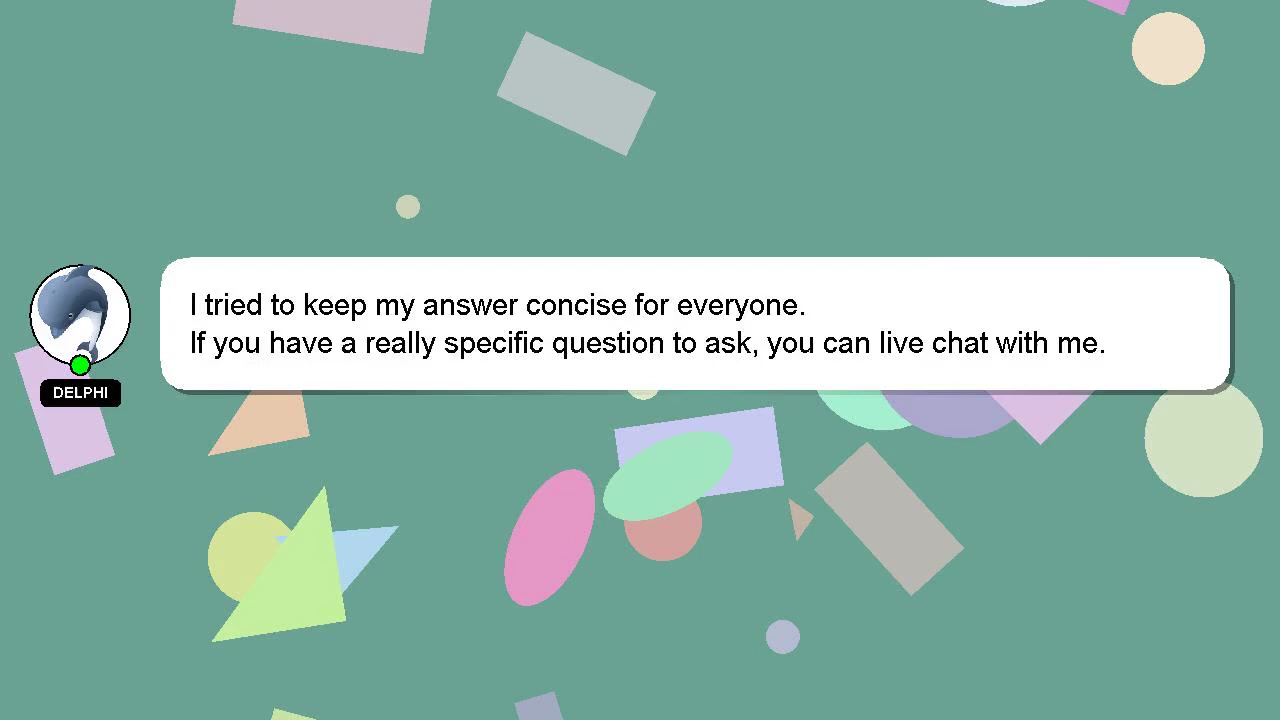 I tried to keep my answer concise for everyone.
If you have a really specific question to ask, you can live chat with me.
DELPHI